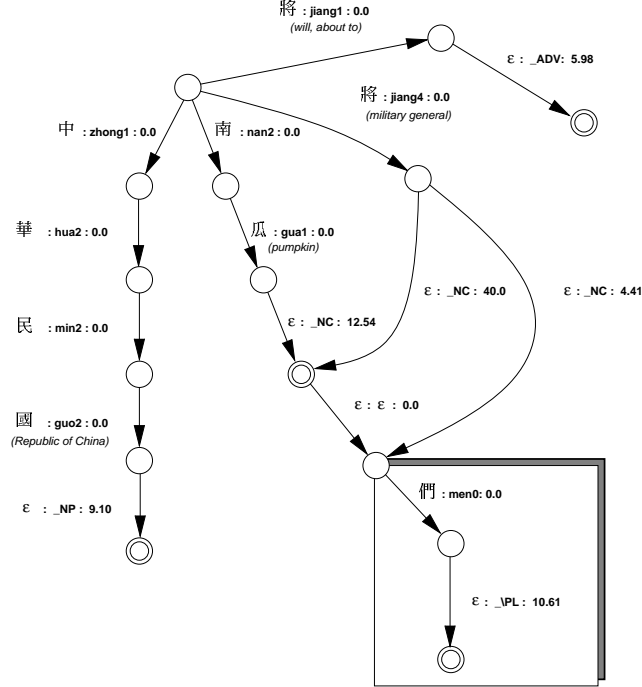 將 : jiang1 : 0.0
(will, about to)
ε : _ADV: 5.98
將 : jiang4 : 0.0
(military general)
中 : zhong1 : 0.0
南 : nan2 : 0.0
華 : hua2 : 0.0
瓜 : gua1 : 0.0
(pumpkin)
ε : _NC : 40.0
ε : _NC : 4.41
民 : min2 : 0.0
ε : _NC : 12.54
國 : guo2 : 0.0
(Republic of China)
ε : ε : 0.0
ε : _NP : 9.10
們 : men0: 0.0
ε : _\PL : 10.61